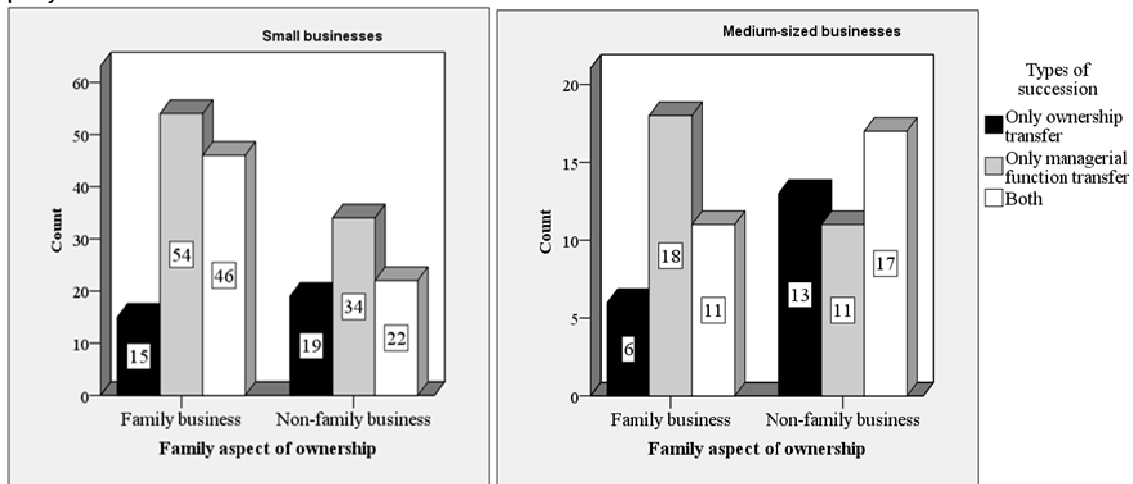 Small businesses
60
50
40
30
20
10
0
Count
54
46
15
34
22
19
Family business
Non-family business
Family aspect of ownership
Medium-sized businesses
20
15
10
5
0
Count
18
11
6
17
13
11
Family business
Non-family business
Family aspect of ownership
Types of
succession
Only ownership
transfer
Only managerial
function transfer
Both